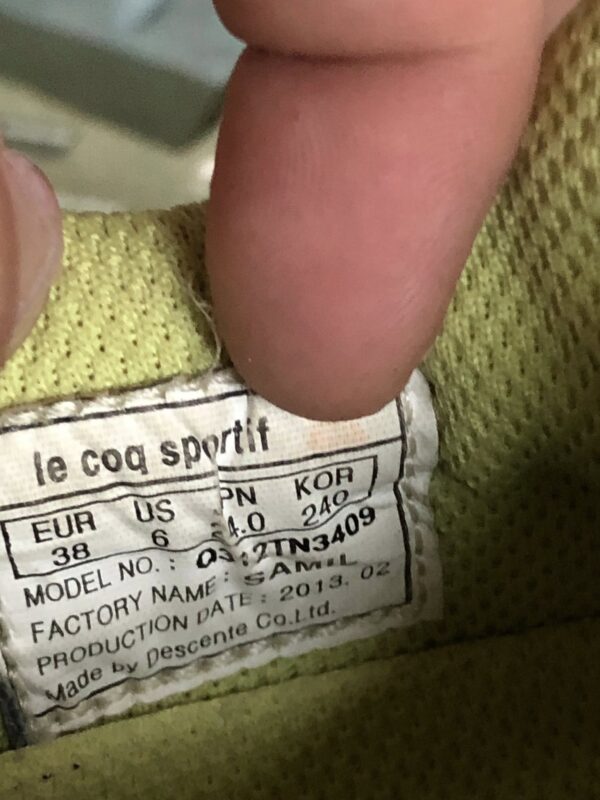 le coq sportif
EUR US PN KOR
38 6 4.0 240
MODEL NO. :
FACTORY NAME : SAMIL
PRODUCTION DATE : 2013. 02
Made by Descente Co.Ltd.